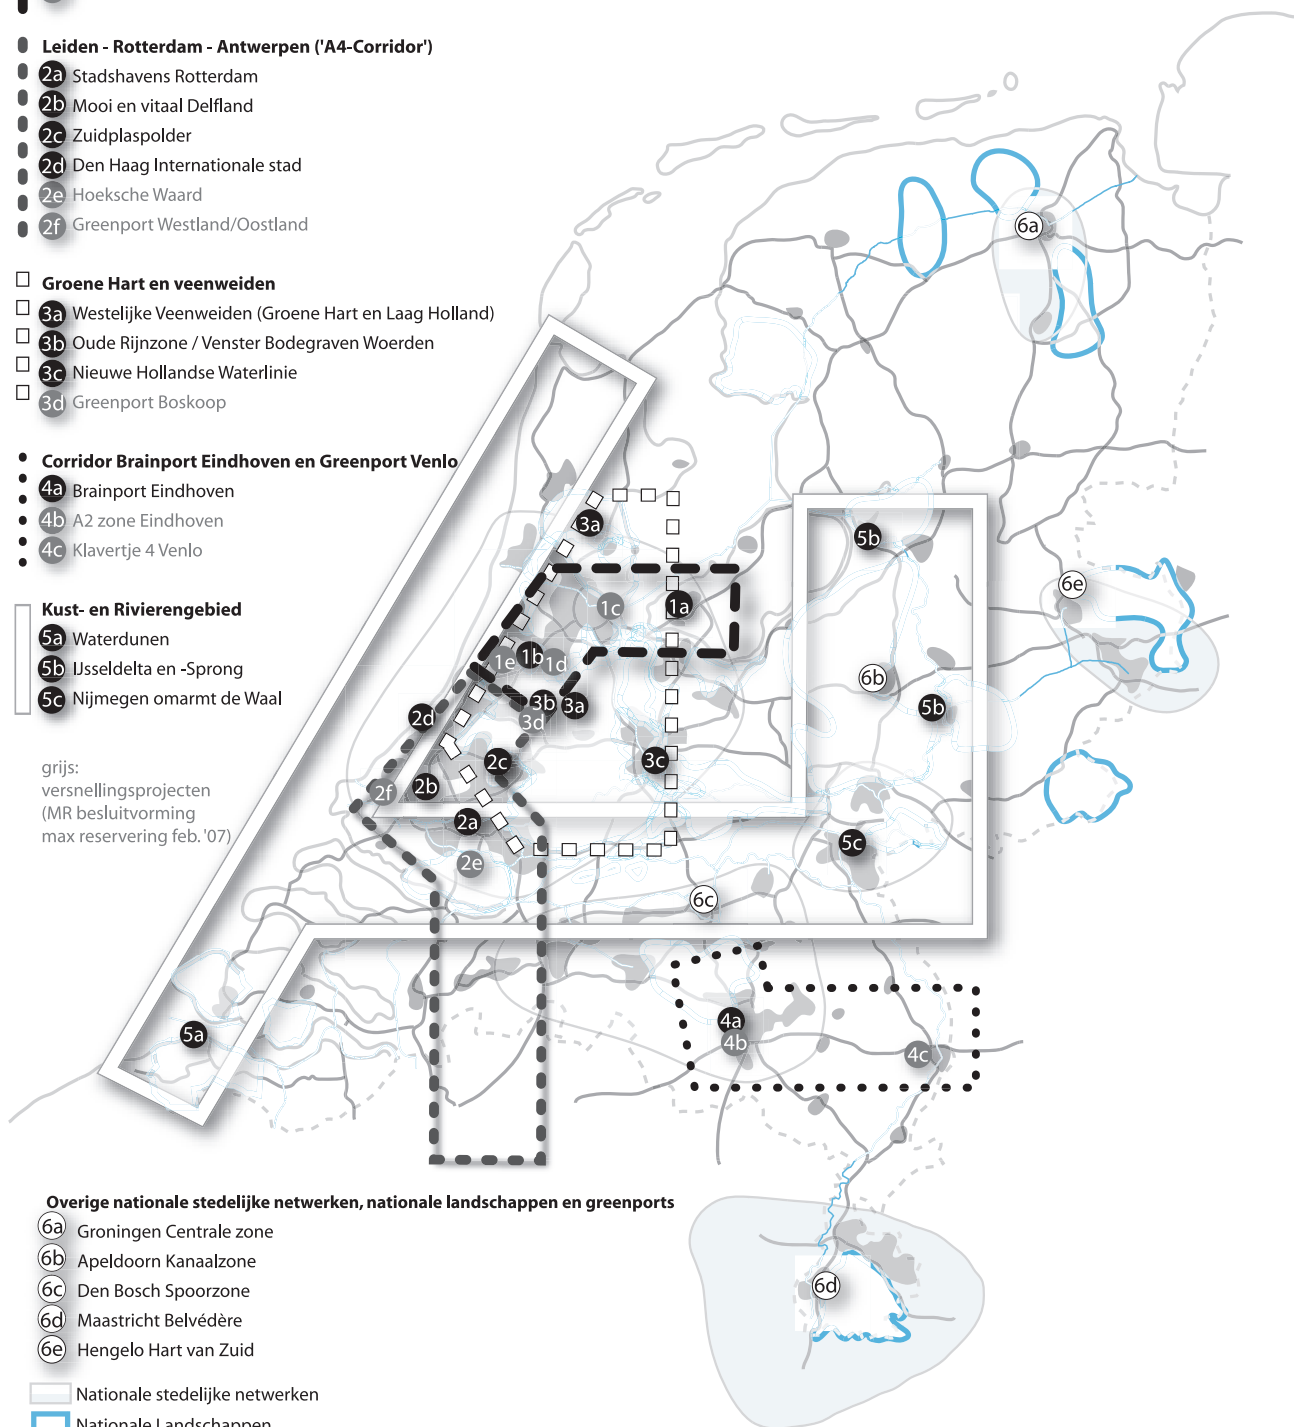 Leiden - Rotterdam - Antwerpen ('A4-Corridor')
2a Stadshavens Rotterdam
2b Mooi en vitaal Delfland
2c Zuidplaspolder
2d Den Haag Internationale stad
2e Hoeksche Waard
2f Greenport Westland/Oostland
Groene Hart en veenweiden
3a Westelijke Veenweiden (Groene Hart en Laag Holland)
3b Oude Rijnzone / Venster Bodegraven Woerden
3c Nieuwe Hollandse Waterlinie
3d Greenport Boskoop
Corridor Brainport Eindhoven en Greenport Venlo
4a Brainport Eindhoven
4b A2 zone Eindhoven
4c Klavertje 4 Venlo
Kust- en Rivierengebied
5a Waterdunen
5b IJsseldelta en -Sprong
5c Nijmegen omarmt de Waal
grijs:
versnellingsprojecten
(MR besluitvorming
max reservering feb. '07)
6a
3a
5b
6e
1c
1a
1e
1b
1d
6b
3b
3a
5b
2d
3d
2c
3c
2f
2b
2a
5c
2e
6c
4a
5a
4b
4c
6d
Overige nationale stedelijke netwerken, nationale landschappen en greenports
6a Groningen Centrale zone
6b Apeldoorn Kanaalzone
6c Den Bosch Spoorzone
6d Maastricht Belvédère
6e Hengelo Hart van Zuid
Nationale stedelijke netwerken
Nationale Landschappen